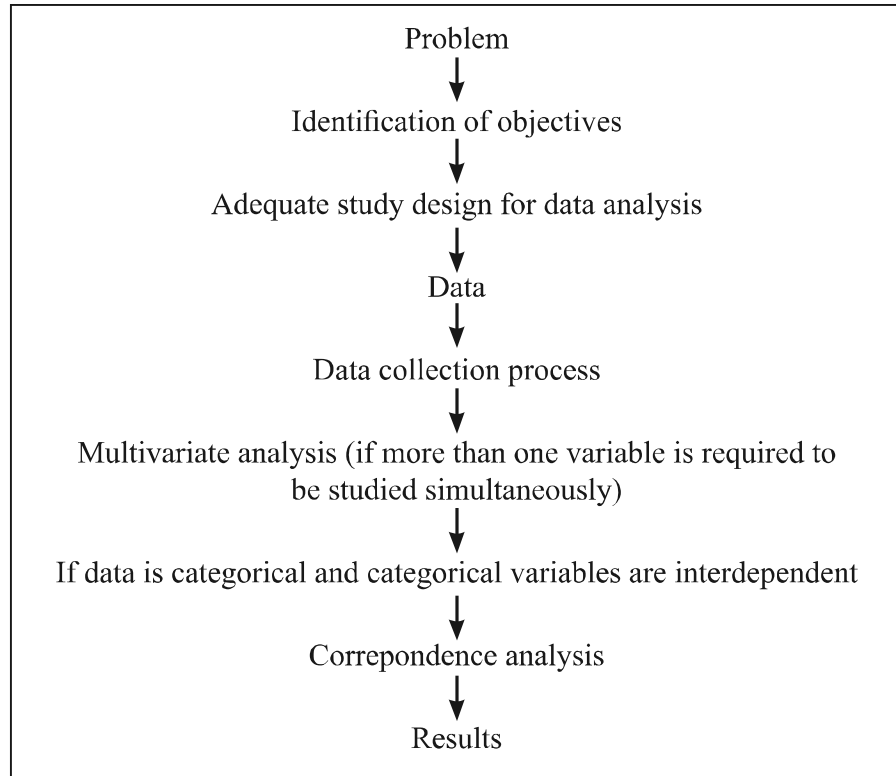 Problem
Identification of objectives
Adequate study design for data analysis
Data
Data collection process
Multivariate analysis (if more than one variable is required to
be studied simultaneously)
If data is categorical and categorical variables are interdependent
Correpondence analysis
Results